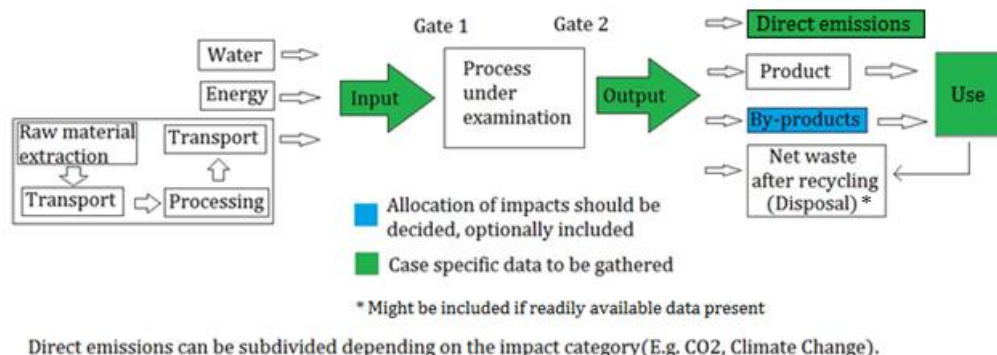 Gate 1
Gate 2
Water
Energy
Raw material
extraction
Transport
Transport
Processing
Input
Process
under
examination
Output
Direct emissions
Product
By-products
Net waste
after recycling
(Disposal) *
Use
Allocation of impacts should be
decided, optionally included
Case specific data to be gathered
* Might be included if readily available data present
Direct emissions can be subdivided depending on the impact category(E.g. CO2, Climate Change).